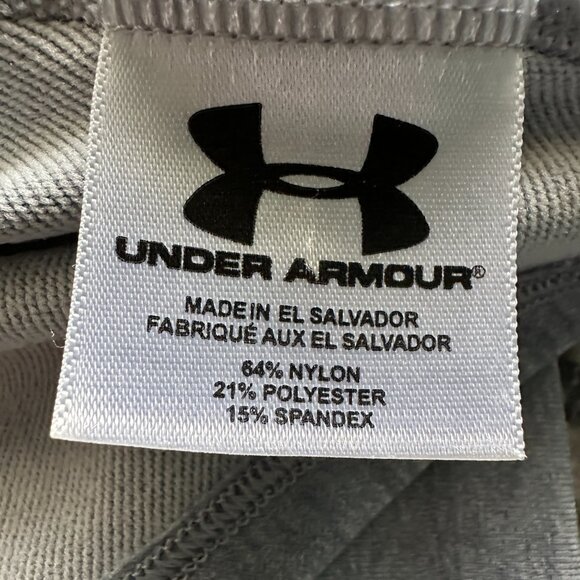 UNDER ARMOUR®
MADE IN EL SALVADOR
FABRIQUÉ AUX EL SALVADOR
64% NYLON
21% POLYESTER
15% SPANDEX